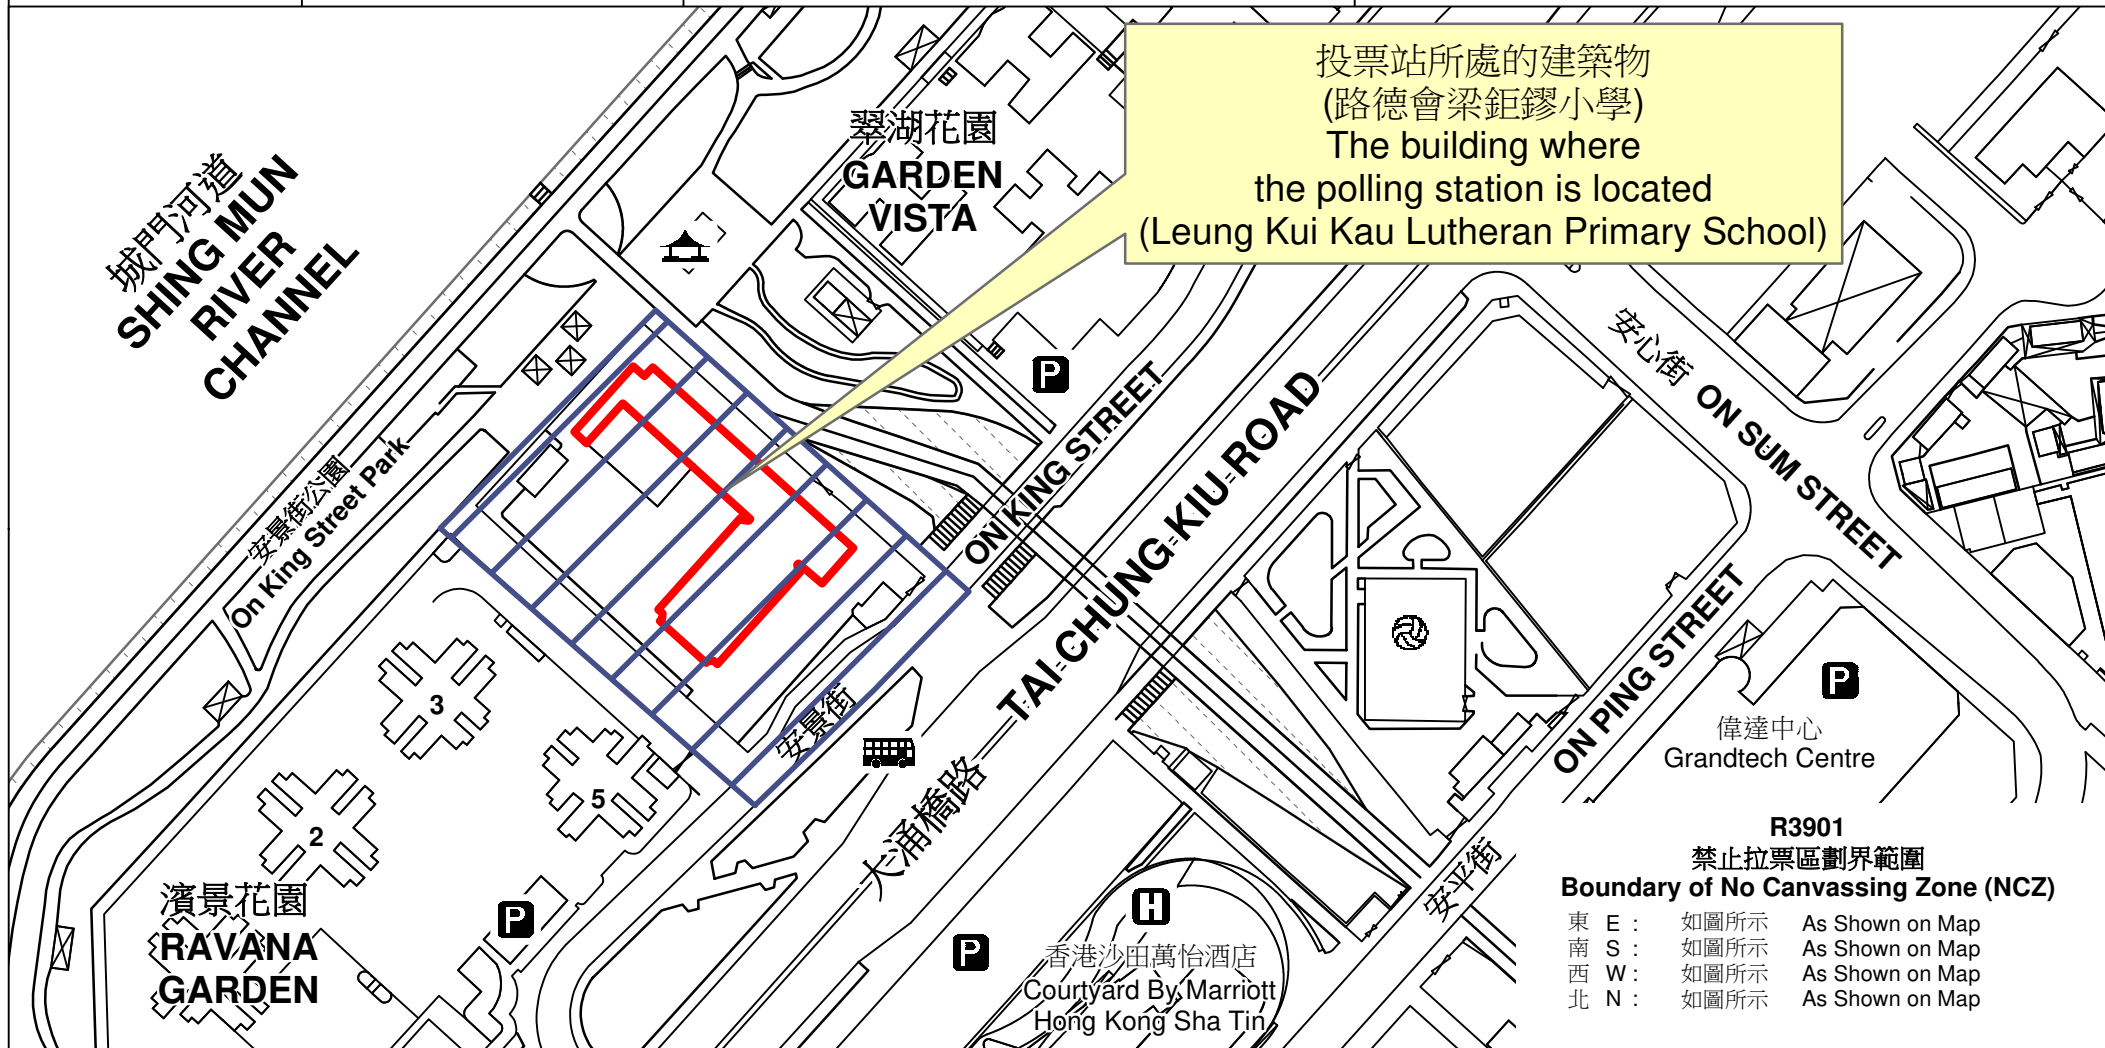 投票站所處的建築物
(路德會梁鉅鏐小學)
The building where
the polling station is located
(Leung Kui Kau Lutheran Primary School)
翠湖花園
GARDEN
VISTA
城門河道
SHING MUN
RIVER
CHANNEL
安景街公園
On King Street Park
P
ON KING STREET
安景街
TAI CHUNG KIU ROAD
大涌橋路
安心街 ON SUM STREET
ON PING STREET
安平街
P
偉達中心
Grandtech Centre
3
2
5
P
濱景花園
RAVANA
GARDEN
P
H
香港沙田萬怡酒店
Courtyard By Marriott
Hong Kong Sha Tin
R3901
禁止拉票區劃界範圍
Boundary of No Canvassing Zone (NCZ)
東 E : 如圖所示 As Shown on Map
南 S : 如圖所示 As Shown on Map
西 W : 如圖所示 As Shown on Map
北 N : 如圖所示 As Shown on Map